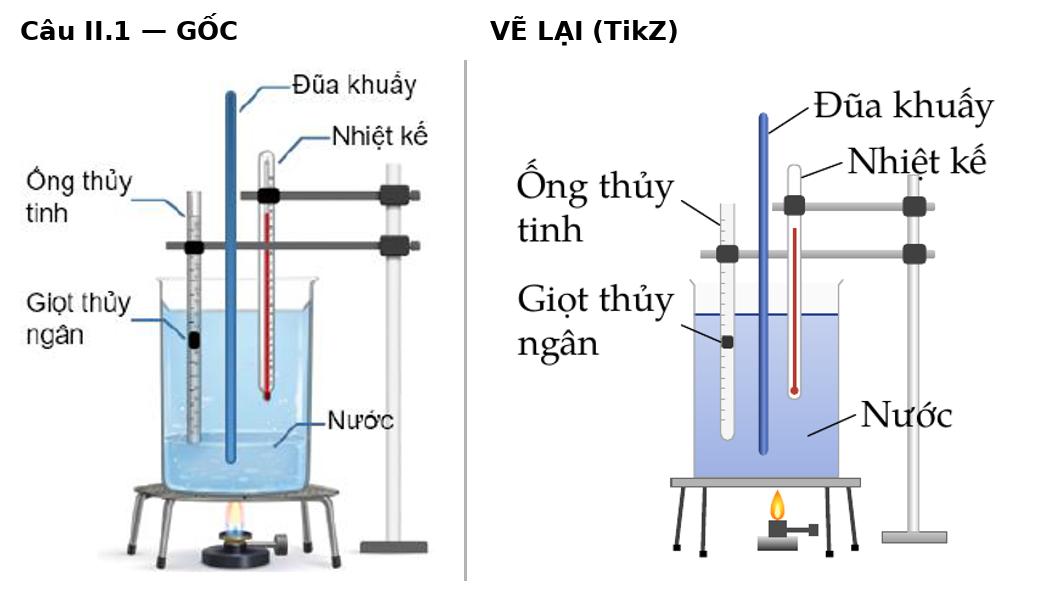 Câu II.1 — GỐC
Đũa khuấy
Nhiệt kế
Ống thủy
tinh
Giọt thủy
ngân
Nước
VẼ LẠI (TikZ)
Đũa khuấy
Nhiệt kế
Ống thủy
tinh
Giọt thủy
ngân
Nước